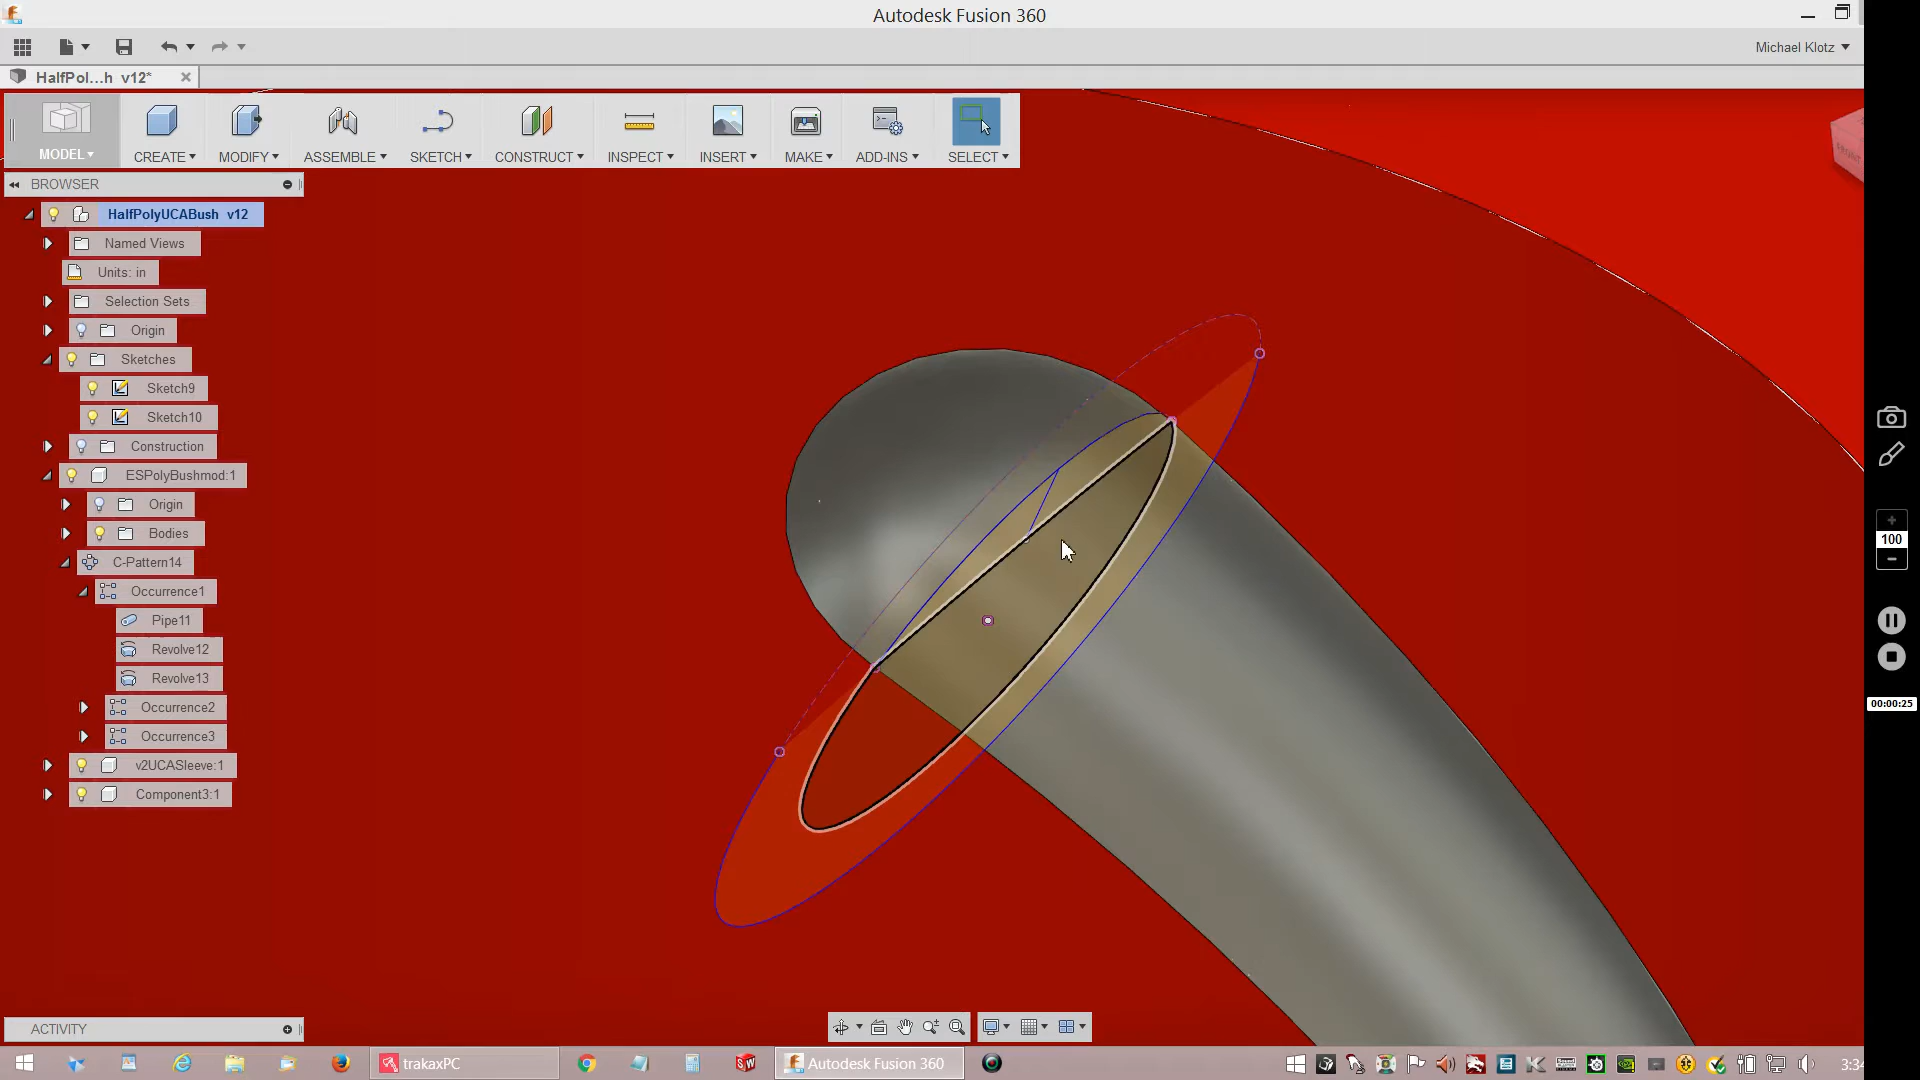 Autodesk Fusion 360
Michael Klotz
HalfPol...h v12*
MODEL
CREATE
MODIFY
ASSEMBLE
SKETCH
CONSTRUCT
INSPECT
INSERT
MAKE
ADD-INS
SELECT
BROWSER
HalfPolyUCABush v12
Named Views
Units: in
Selection Sets
Origin
Sketches
Sketch9
Sketch10
Construction
ESPolyBushmod:1
Origin
Bodies
C-Pattern14
Occurrence1
Pipe11
Revolve12
Revolve13
Occurrence2
Occurrence3
v2UCASleeve:1
Component3:1
100
00:00:25
ACTIVITY
trakaxPC
Autodesk Fusion 360